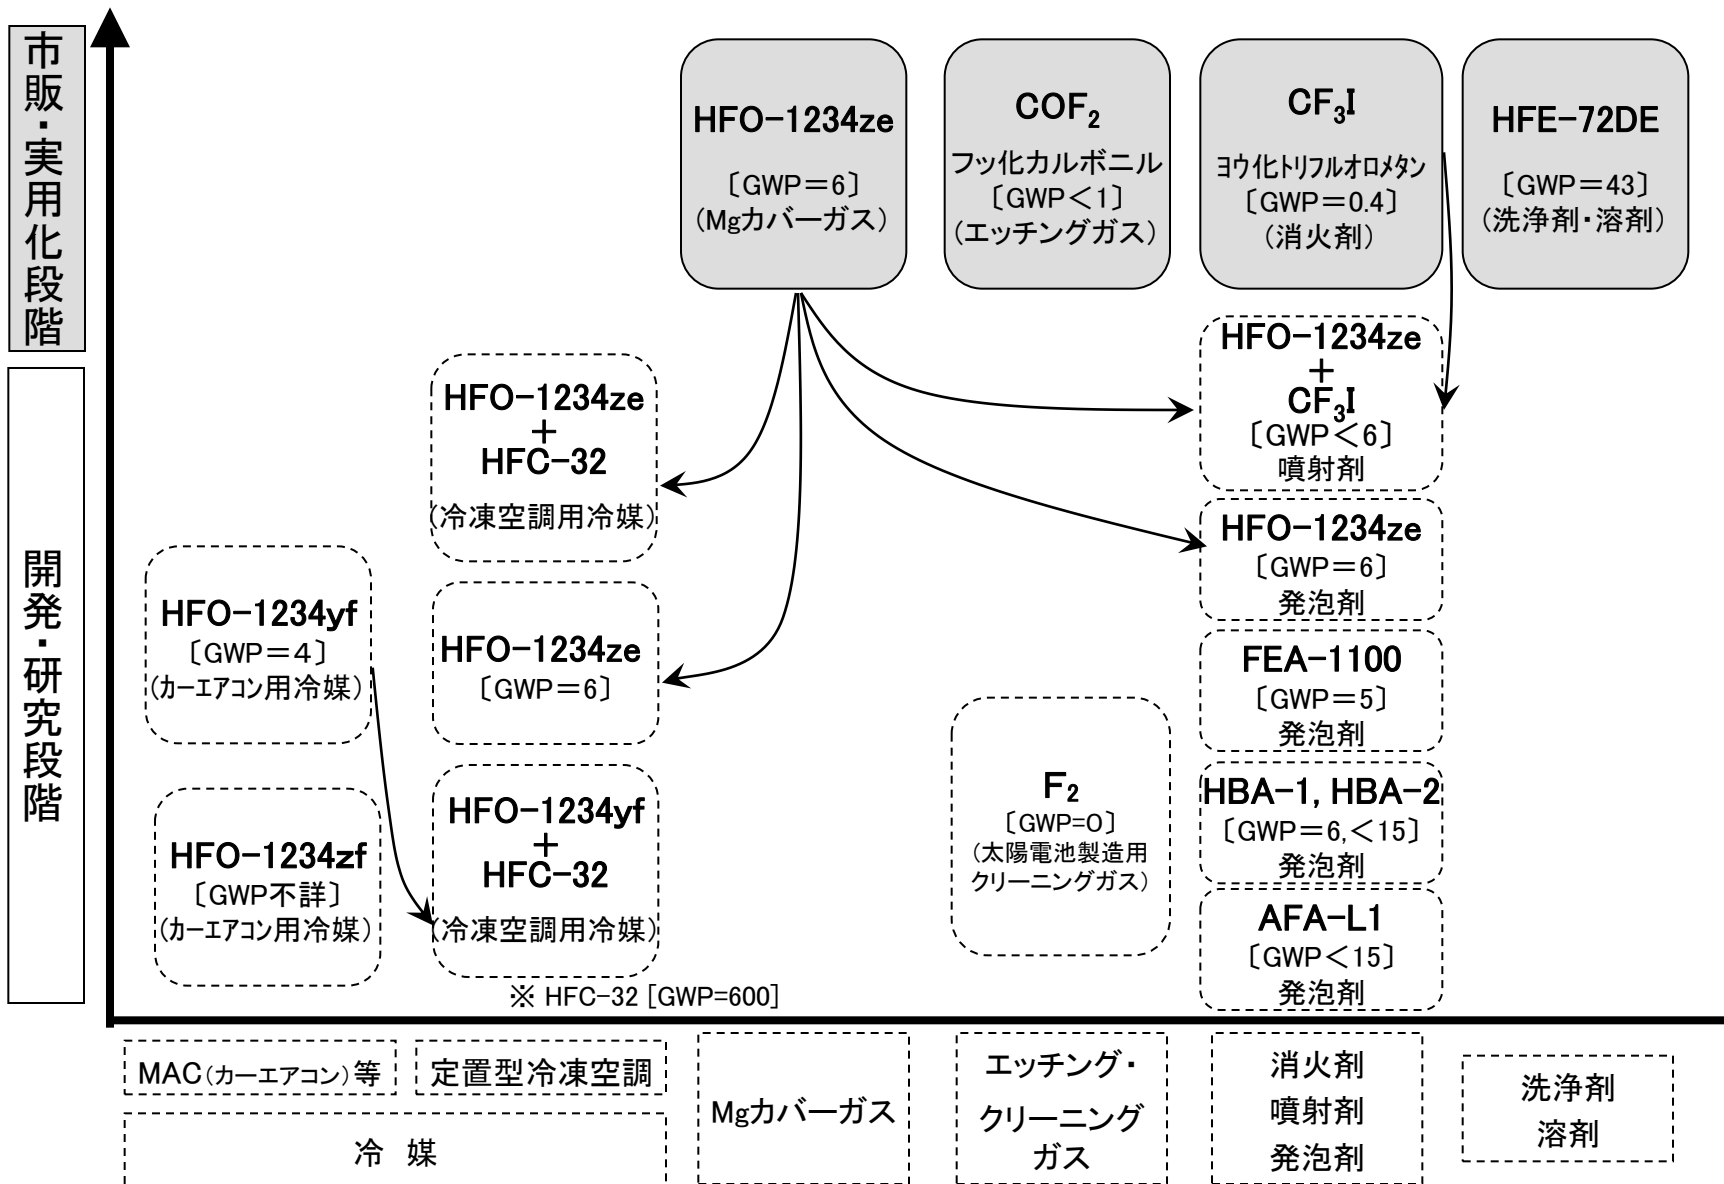 市販・実用化段階
HFO-1234ze
〔GWP=6〕
(Mgカバーガス)
COF₂
フッ化カルボニル
〔GWP<1〕
(エッチングガス)
CF₃I
ヨウ化トリフルオロメタン
〔GWP=0.4〕
(消火剤)
HFE-72DE
〔GWP=43〕
(洗浄剤・溶剤)
開発・研究段階
HFO-1234yf
〔GWP=4〕
(カーエアコン用冷媒)
HFO-1234zf
〔GWP不詳〕
(カーエアコン用冷媒)
HFO-1234ze
+
HFC-32
(冷凍空調用冷媒)
HFO-1234ze
〔GWP=6〕
HFO-1234yf
+
HFC-32
(冷凍空調用冷媒)
※ HFC-32 [GWP=600]
F₂
〔GWP=0〕
(太陽電池製造用
クリーニングガス)
HFO-1234ze
+
CF₃I
〔GWP<6〕
噴射剤
HFO-1234ze
〔GWP=6〕
発泡剤
FEA-1100
〔GWP=5〕
発泡剤
HBA-1, HBA-2
〔GWP=6,<15〕
発泡剤
AFA-L1
〔GWP<15〕
発泡剤
MAC(カーエアコン)等
定置型冷凍空調
冷 媒
Mgカバーガス
エッチング・
クリーニング
ガス
消火剤
噴射剤
発泡剤
洗浄剤
溶剤